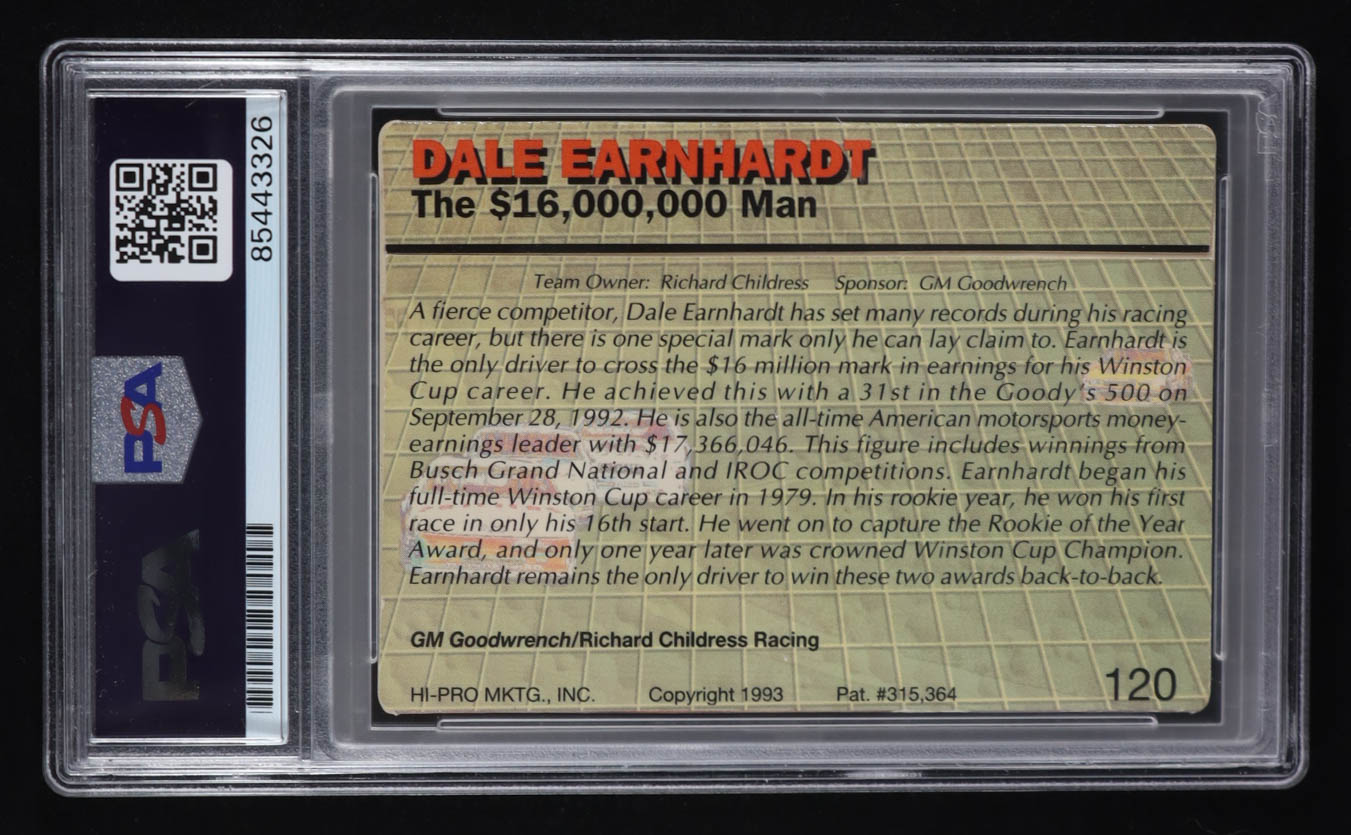 85443326
PSA
PSA
DALE EARNHARDT
The $16,000,000 Man
Team Owner: Richard Childress Sponsor: GM Goodwrench
A fierce competitor, Dale Earnhardt has set many records during his racing
career, but there is one special mark only he can lay claim to. Earnhardt is
the only driver to cross the $16 million mark in earnings for his Winston
Cup career. He achieved this with a 31st in the Goody's 500 on
September 28, 1992. He is also the all-time American motorsports money-
earnings leader with $17,366,046. This figure includes winnings from
Busch Grand National and IROC competitions. Earnhardt began his
full-time Winston Cup career in 1979. In his rookie year, he won his first
race in only his 16th start. He went on to capture the Rookie of the Year
Award, and only one year later was crowned Winston Cup Champion.
Earnhardt remains the only driver to win these two awards back-to-back.
GM Goodwrench/Richard Childress Racing
HI-PRO MKTG., INC. Copyright 1993 Pat. #315,364
120